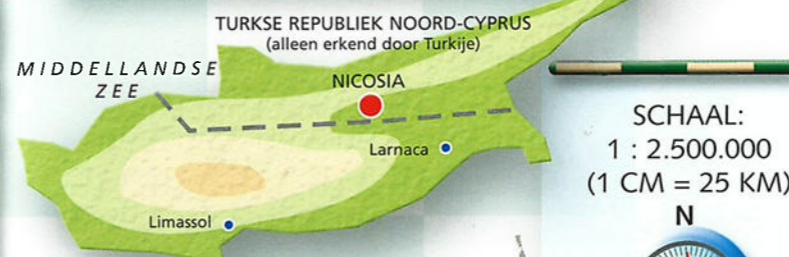 TURKSE REPUBLIEK NOORD-CYPRUS
(alleen erkend door Turkije)
MIDDELLANDSE
ZEE
NICOSIA
Larnaca
Limassol
SCHAAL:
1 : 2.500.000
(1 CM = 25 KM)
N